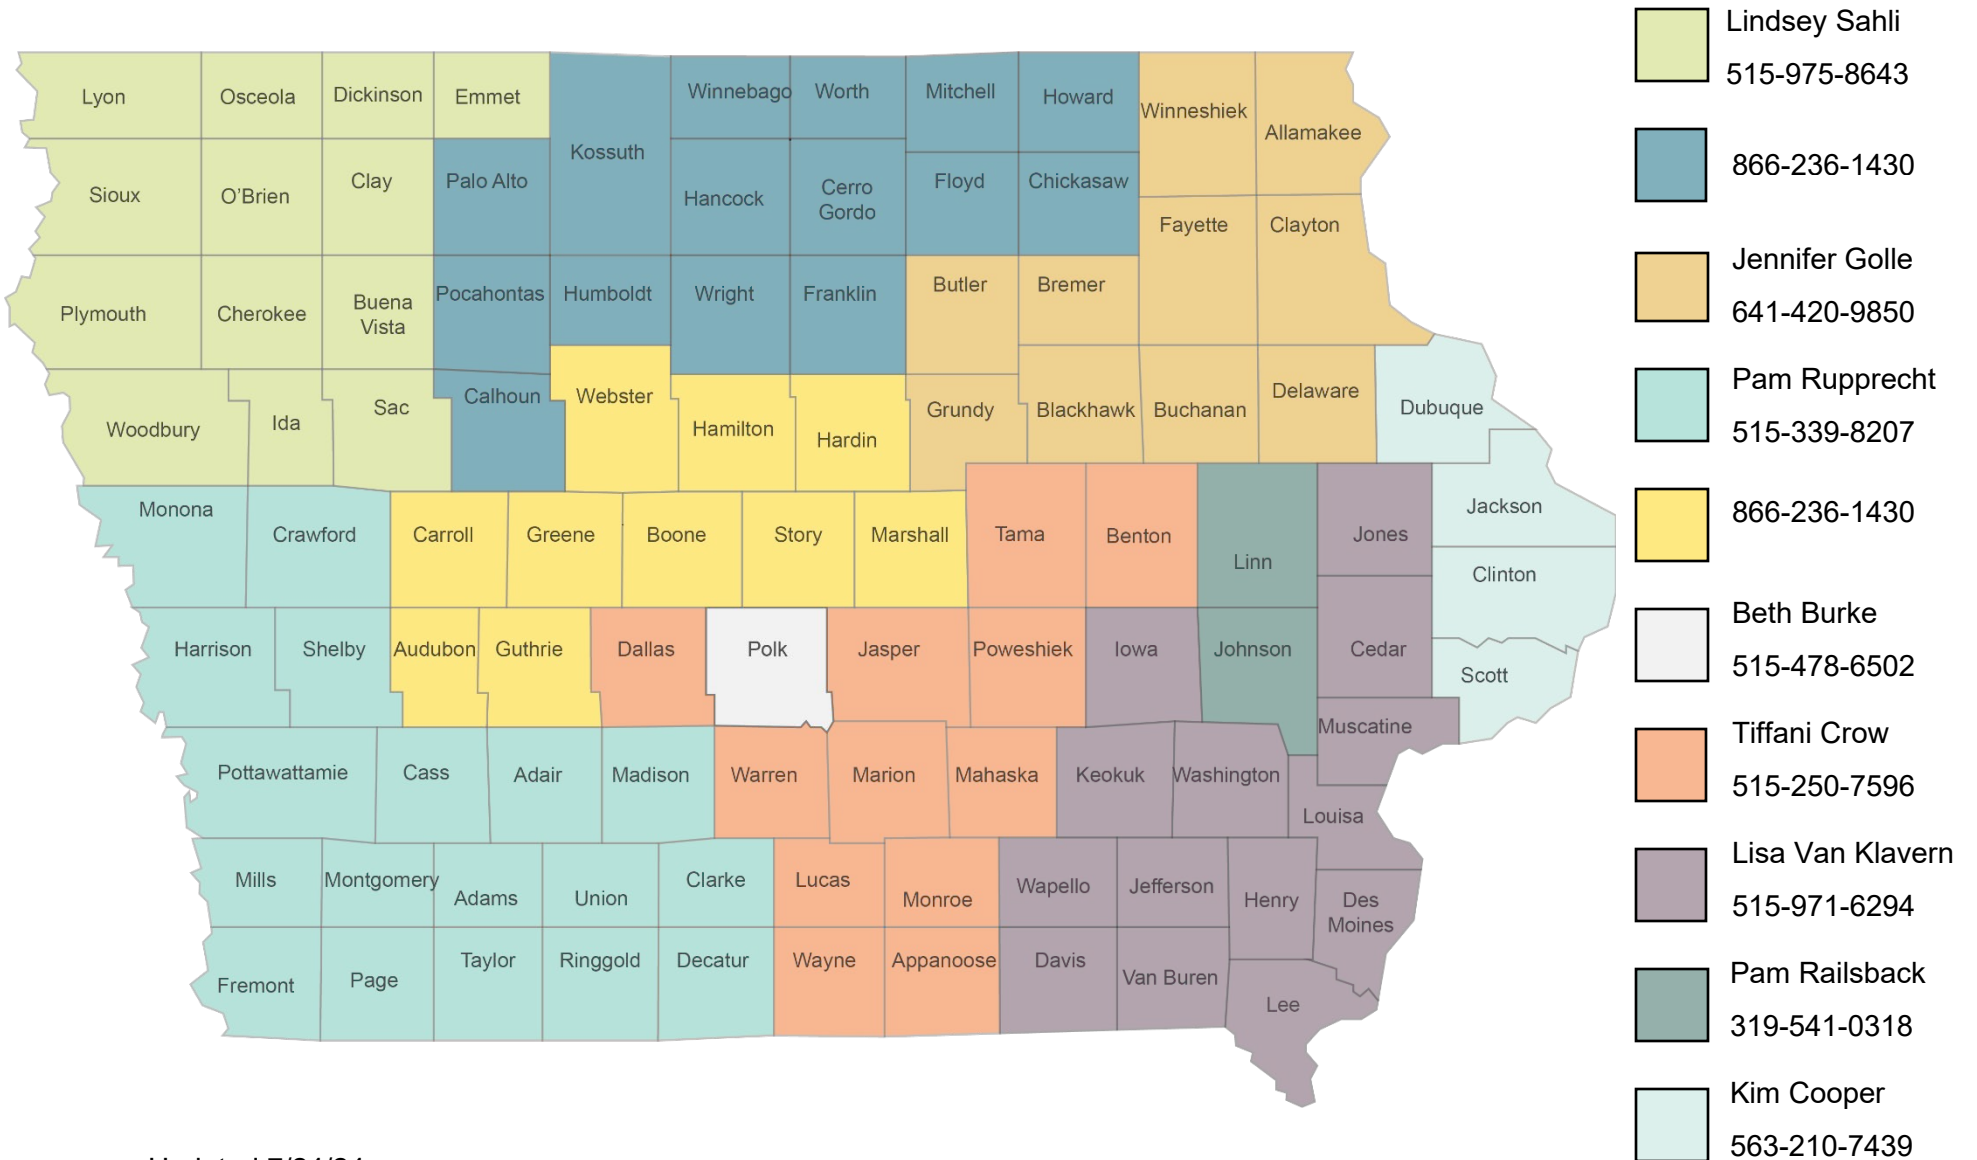 Lyon
Osceola
Dickinson
Emmet
Kossuth
Winnebago
Worth
Mitchell
Howard
Winneshiek
Allamakee
Sioux
O’Brien
Clay
Palo Alto
Hancock
Cerro
Gordo
Floyd
Chickasaw
Fayette
Clayton
Plymouth
Cherokee
Buena
Vista
Pocahontas
Humboldt
Wright
Franklin
Butler
Bremer
Woodbury
Ida
Sac
Calhoun
Webster
Hamilton
Hardin
Grundy
Blackhawk
Buchanan
Delaware
Dubuque
Monona
Crawford
Carroll
Greene
Boone
Story
Marshall
Tama
Benton
Linn
Jones
Jackson
Clinton
Harrison
Shelby
Audubon
Guthrie
Dallas
Polk
Jasper
Poweshiek
Iowa
Johnson
Cedar
Scott
Muscatine
Pottawattamie
Cass
Adair
Madison
Warren
Marion
Mahaska
Keokuk
Washington
Louisa
Mills
Montgomery
Adams
Union
Clarke
Lucas
Monroe
Wapello
Jefferson
Henry
Des
Moines
Fremont
Page
Taylor
Ringgold
Decatur
Wayne
Appanoose
Davis
Van Buren
Lee
Lindsey Sahli
515-975-8643
866-236-1430
Jennifer Golle
641-420-9850
Pam Rupprecht
515-339-8207
866-236-1430
Beth Burke
515-478-6502
Tiffani Crow
515-250-7596
Lisa Van Klavern
515-971-6294
Pam Railsback
319-541-0318
Kim Cooper
563-210-7439